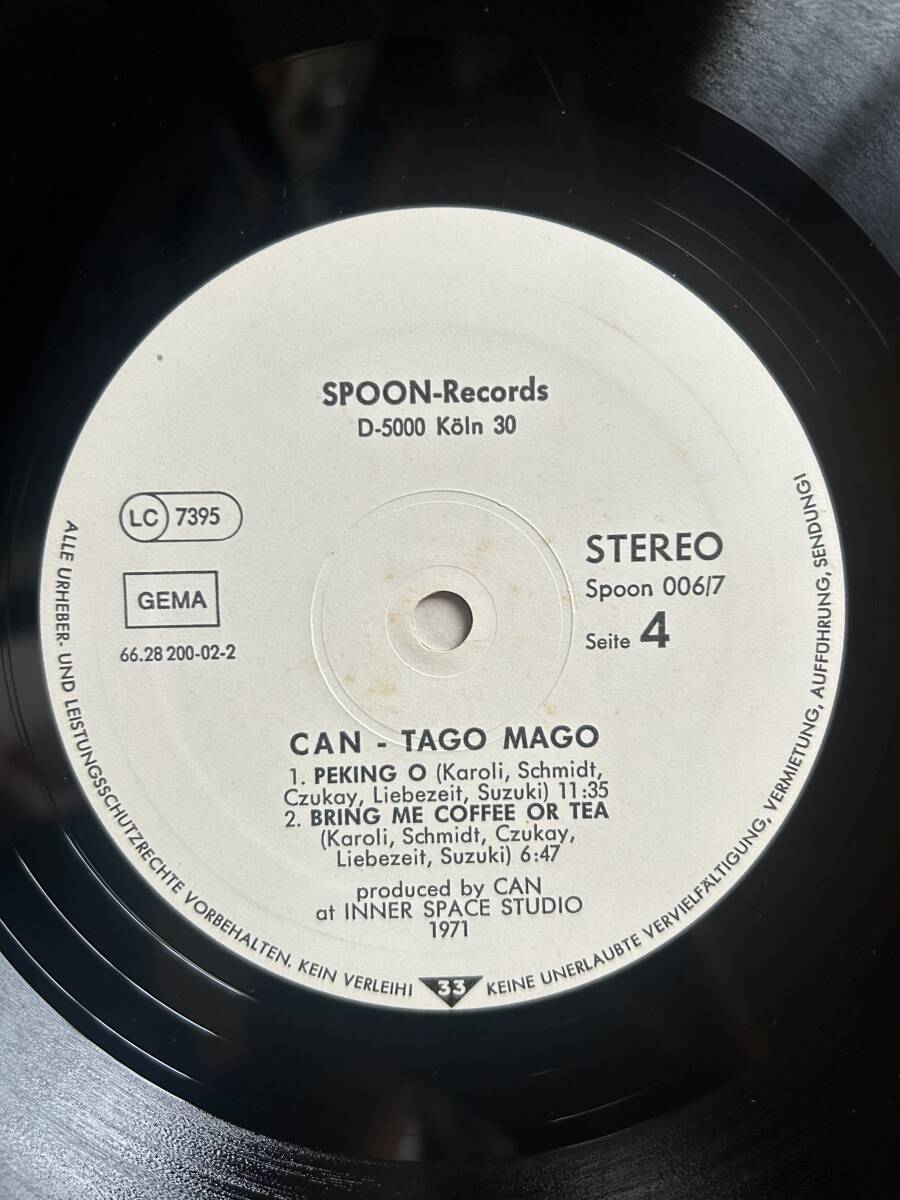 SPOON-Records
D-5000 Köln 30
LC 7395
GEMA
66.28 200-02-2
STEREO
Spoon 006/7
Seite 4
CAN - TAGO MAGO
1. PEKING O (Karoli, Schmidt,
Czukay, Liebezeit, Suzuki) 11:35
2. BRING ME COFFEE OR TEA
(Karoli, Schmidt, Czukay,
Liebezeit, Suzuki) 6:47
produced by CAN
at INNER SPACE STUDIO
1971
ALLE URHEBER- UND LEISTUNGSSCHUTZRECHTE VORBEHALTEN. KEIN VERLEIH! 33 KEINE UNERLAUBTE VERVIELFÄLTIGUNG, VERMIETUNG, AUFFÜHRUNG, SENDUNG!